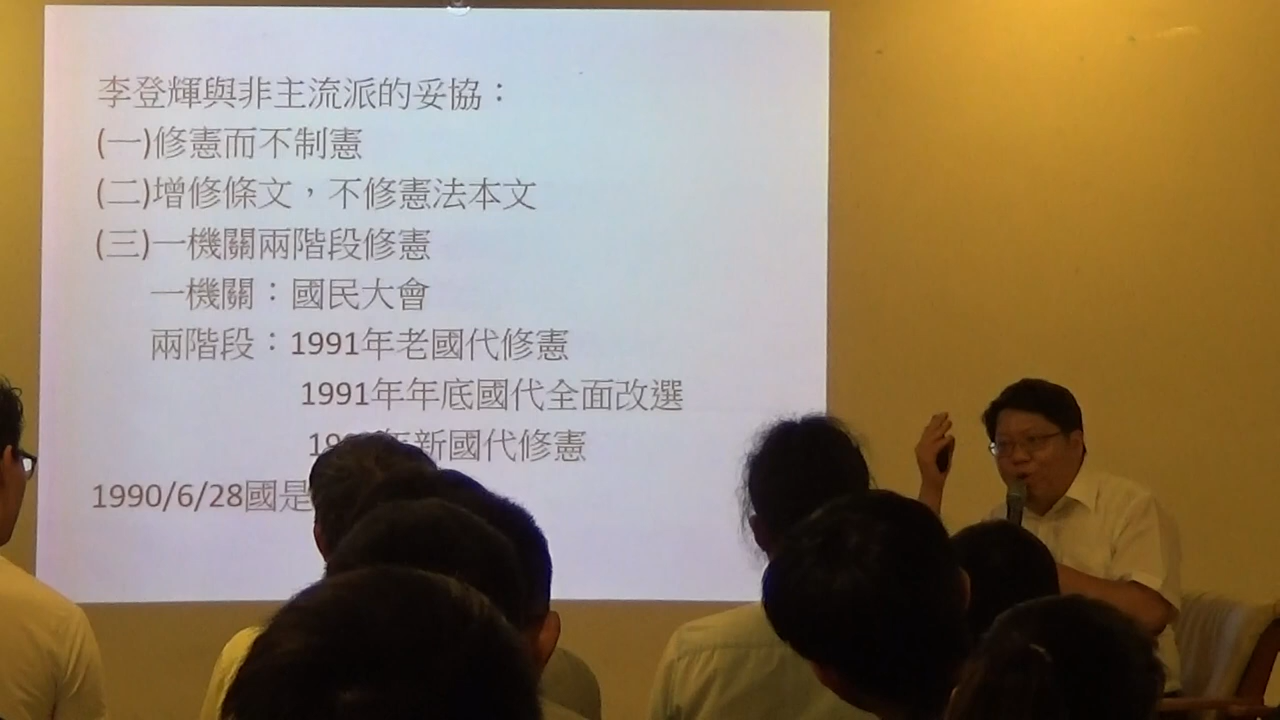 李登輝與非主流派的妥協：
(一)修憲而不制憲
(二)增修條文，不修憲法本文
(三)一機關兩階段修憲
一機關：國民大會
兩階段：1991年老國代修憲
1991年年底國代全面改選
年新國代修憲
1990/6/28國是